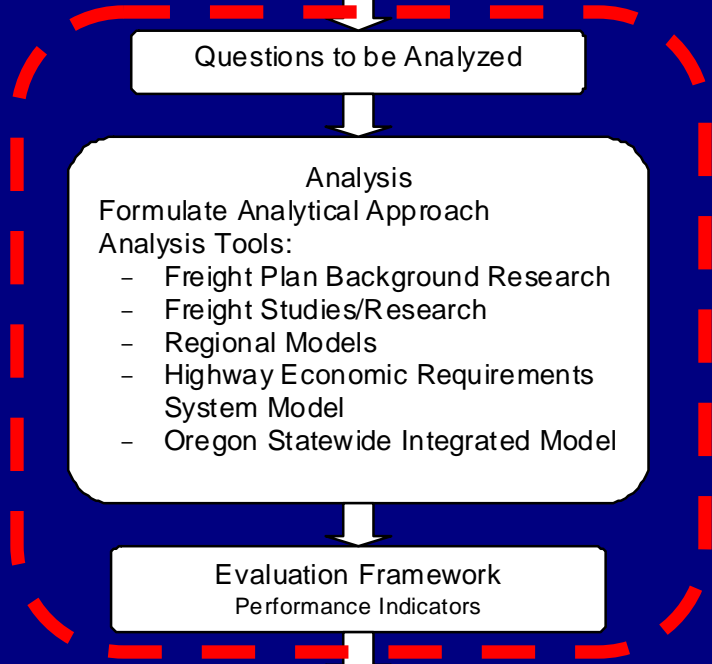 Questions to be Analyzed
Analysis
Formulate Analytical Approach
Analysis Tools:
- Freight Plan Background Research
- Freight Studies/Research
- Regional Models
- Highway Economic Requirements
System Model
- Oregon Statewide Integrated Model
Evaluation Framework
Performance Indicators